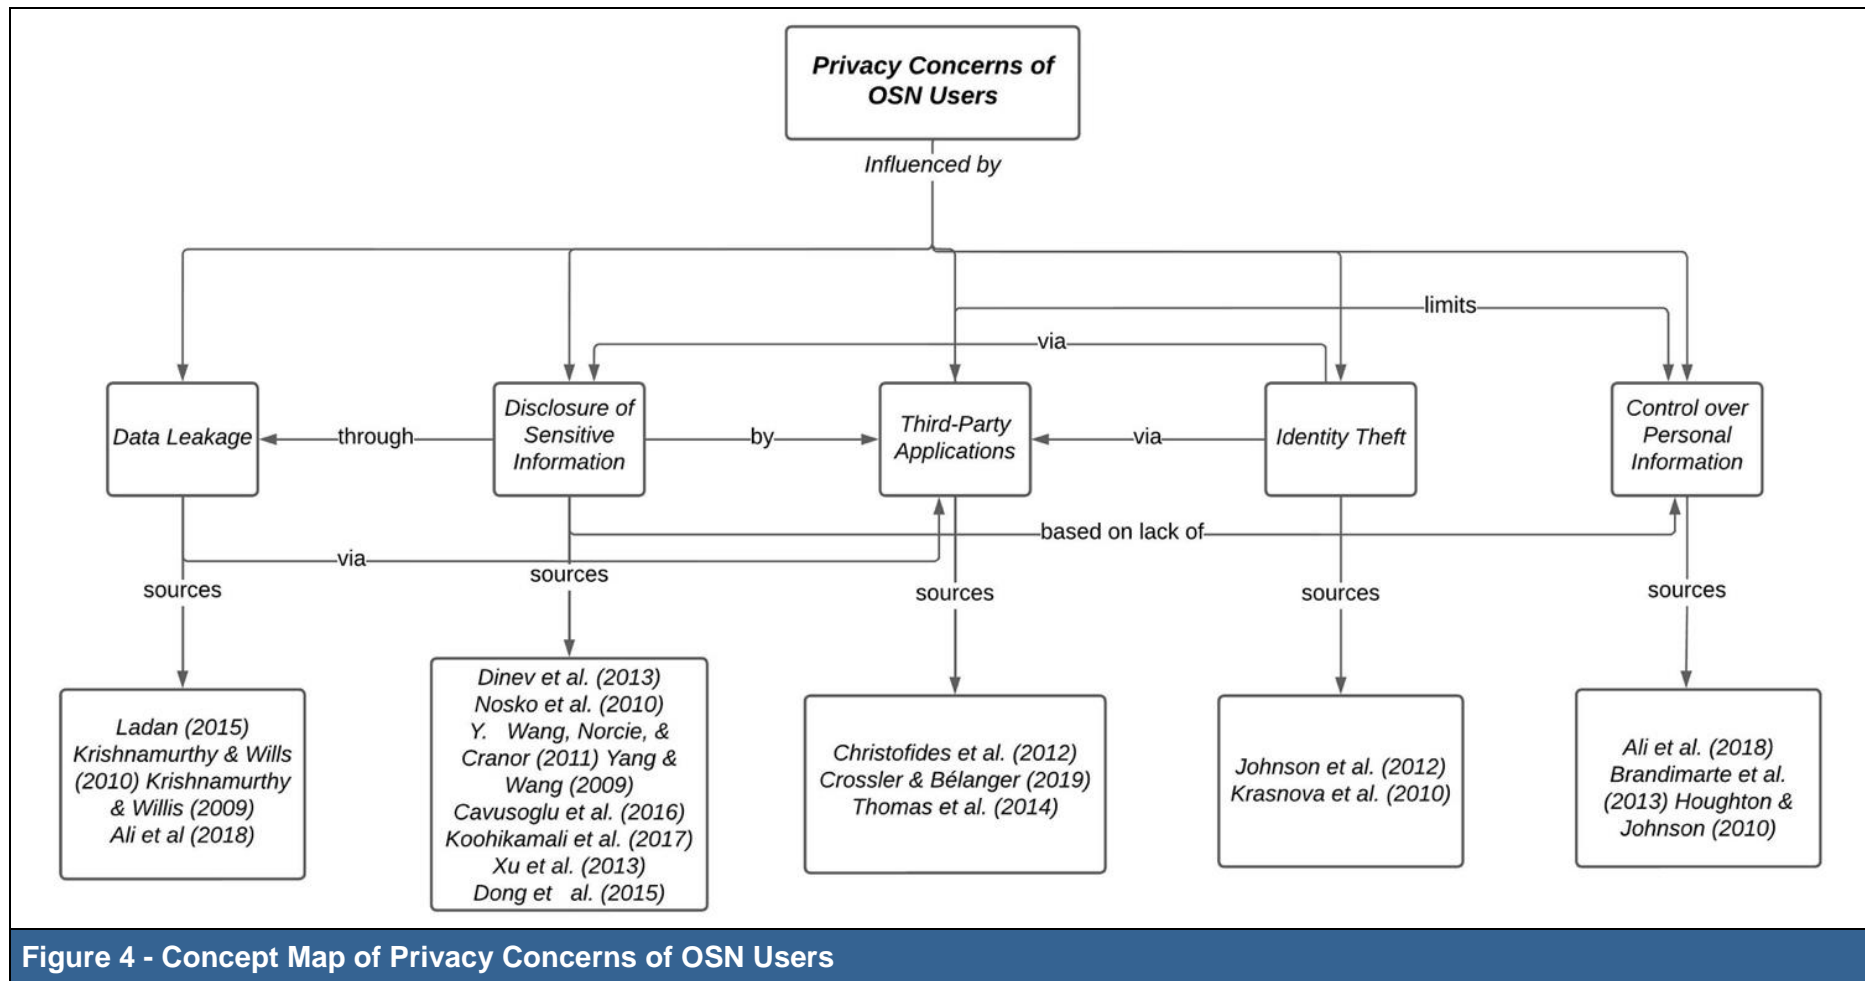 Privacy Concerns of
OSN Users
Influenced by
limits
via
Data Leakage
through
Disclosure of
Sensitive
Information
by
Third-Party
Applications
via
Identity Theft
Control over
Personal
Information
based on lack of
via
sources
sources
sources
sources
sources
Ladan (2015)
Krishnamurthy & Wills
(2010) Krishnamurthy
& Willis (2009)
Ali et al (2018)
Dinev et al. (2013)
Nosko et al. (2010)
Y. Wang, Norcie, &
Cranor (2011) Yang &
Wang (2009)
Cavusoglu et al. (2016)
Koohikamali et al. (2017)
Xu et al. (2013)
Dong et al. (2015)
Christofides et al. (2012)
Crossler & Bélanger (2019)
Thomas et al. (2014)
Johnson et al. (2012)
Krasnova et al. (2010)
Ali et al. (2018)
Brandimarte et al.
(2013) Houghton &
Johnson (2010)
Figure 4 - Concept Map of Privacy Concerns of OSN Users